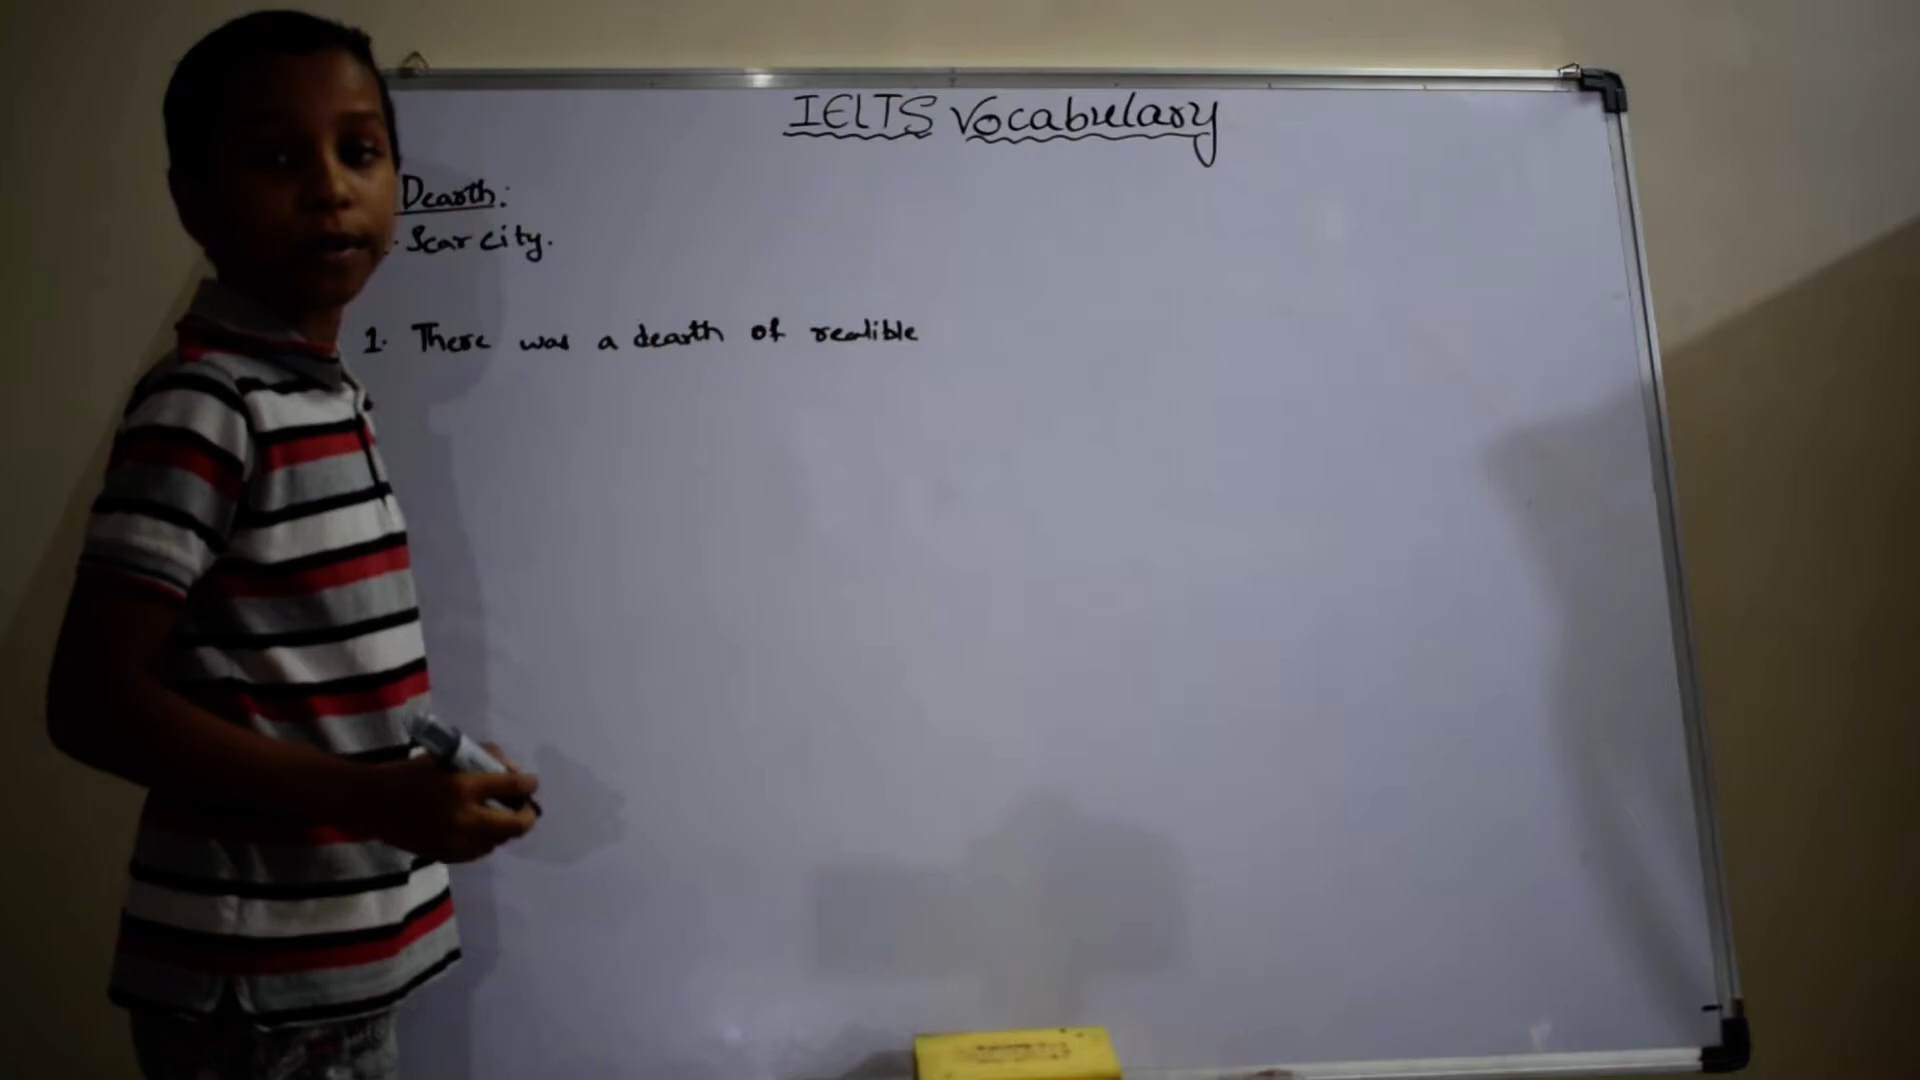 IELTS Vocabulary
Dearth:
. Scarcity.
1. There was a dearth of realible